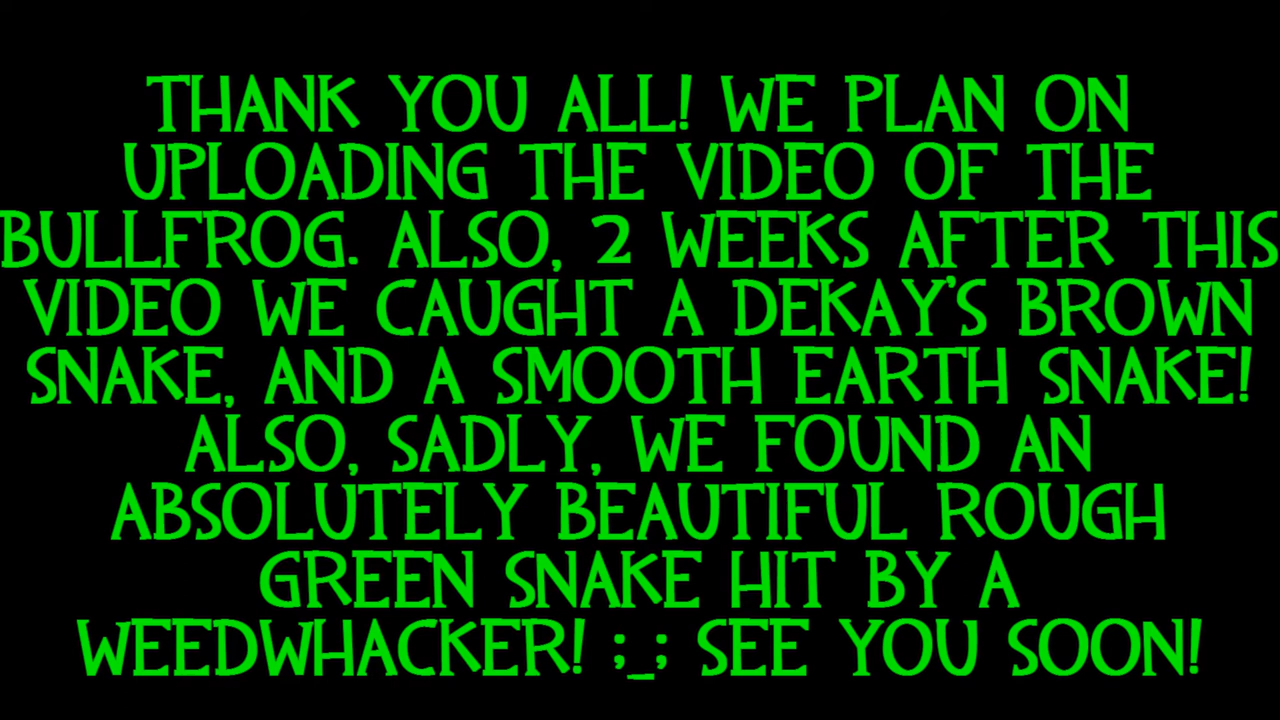 THANK YOU ALL! WE PLAN ON
UPLOADING THE VIDEO OF THE
BULLFROG. ALSO, 2 WEEKS AFTER THIS
VIDEO WE CAUGHT A DEKAY'S BROWN
SNAKE, AND A SMOOTH EARTH SNAKE!
ALSO, SADLY, WE FOUND AN
ABSOLUTELY BEAUTIFUL ROUGH
GREEN SNAKE HIT BY A
WEEDWHACKER! ;_; SEE YOU SOON!